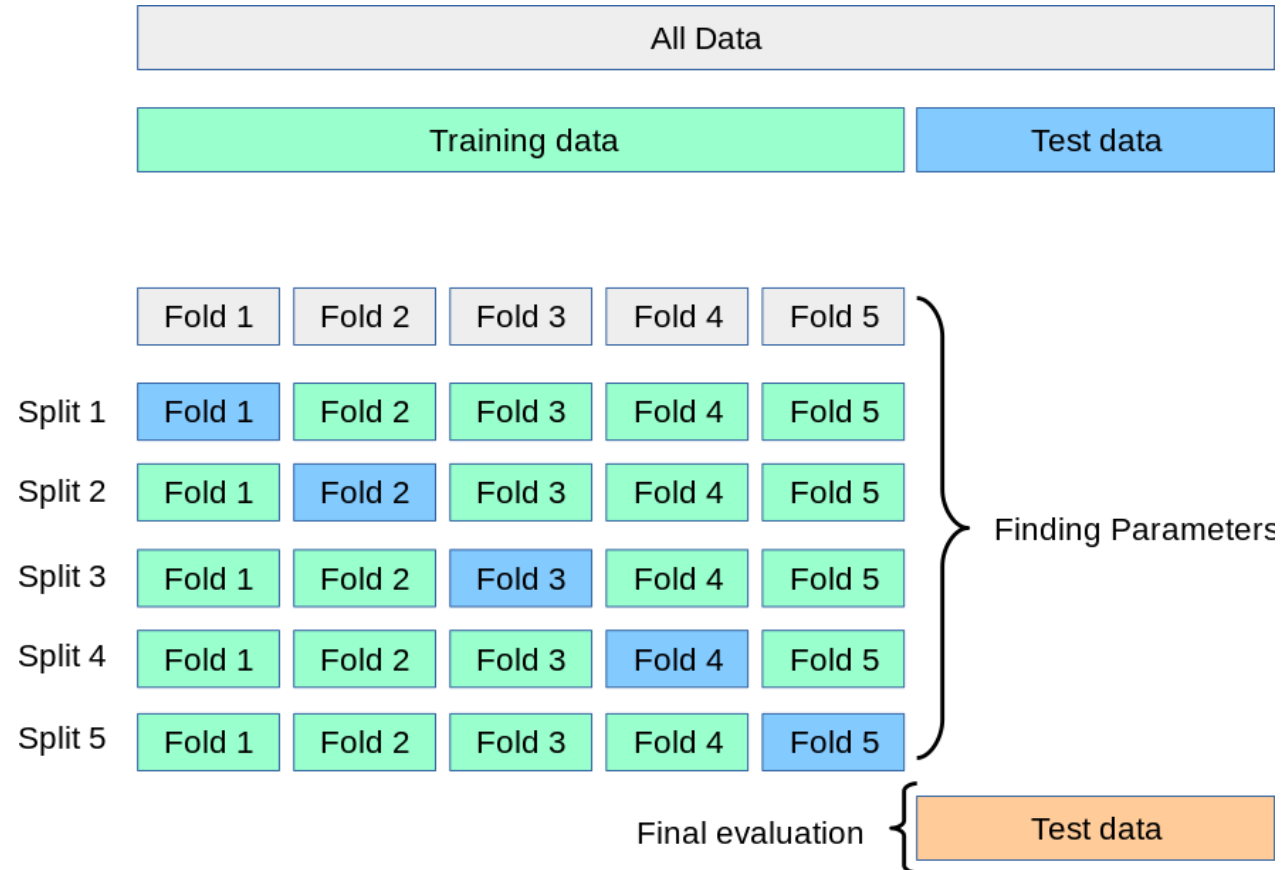 All Data
Training data Test data
Fold 1 Fold 2 Fold 3 Fold 4 Fold 5
Split 1 Fold 1 Fold 2 Fold 3 Fold 4 Fold 5
Split 2 Fold 1 Fold 2 Fold 3 Fold 4 Fold 5
Finding Parameters
Split 3 Fold 1 Fold 2 Fold 3 Fold 4 Fold 5
Split 4 Fold 1 Fold 2 Fold 3 Fold 4 Fold 5
Split 5 Fold 1 Fold 2 Fold 3 Fold 4 Fold 5
Final evaluation Test data